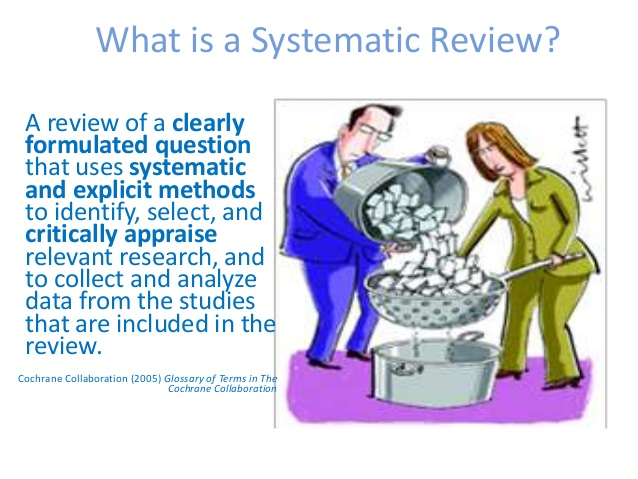 What is a Systematic Review?
A review of a clearly
formulated question
that uses systematic
and explicit methods
to identify, select, and
critically appraise
relevant research, and
to collect and analyze
data from the studies
that are included in the
review.
Cochrane Collaboration (2005) Glossary of Terms in The
Cochrane Collaboration